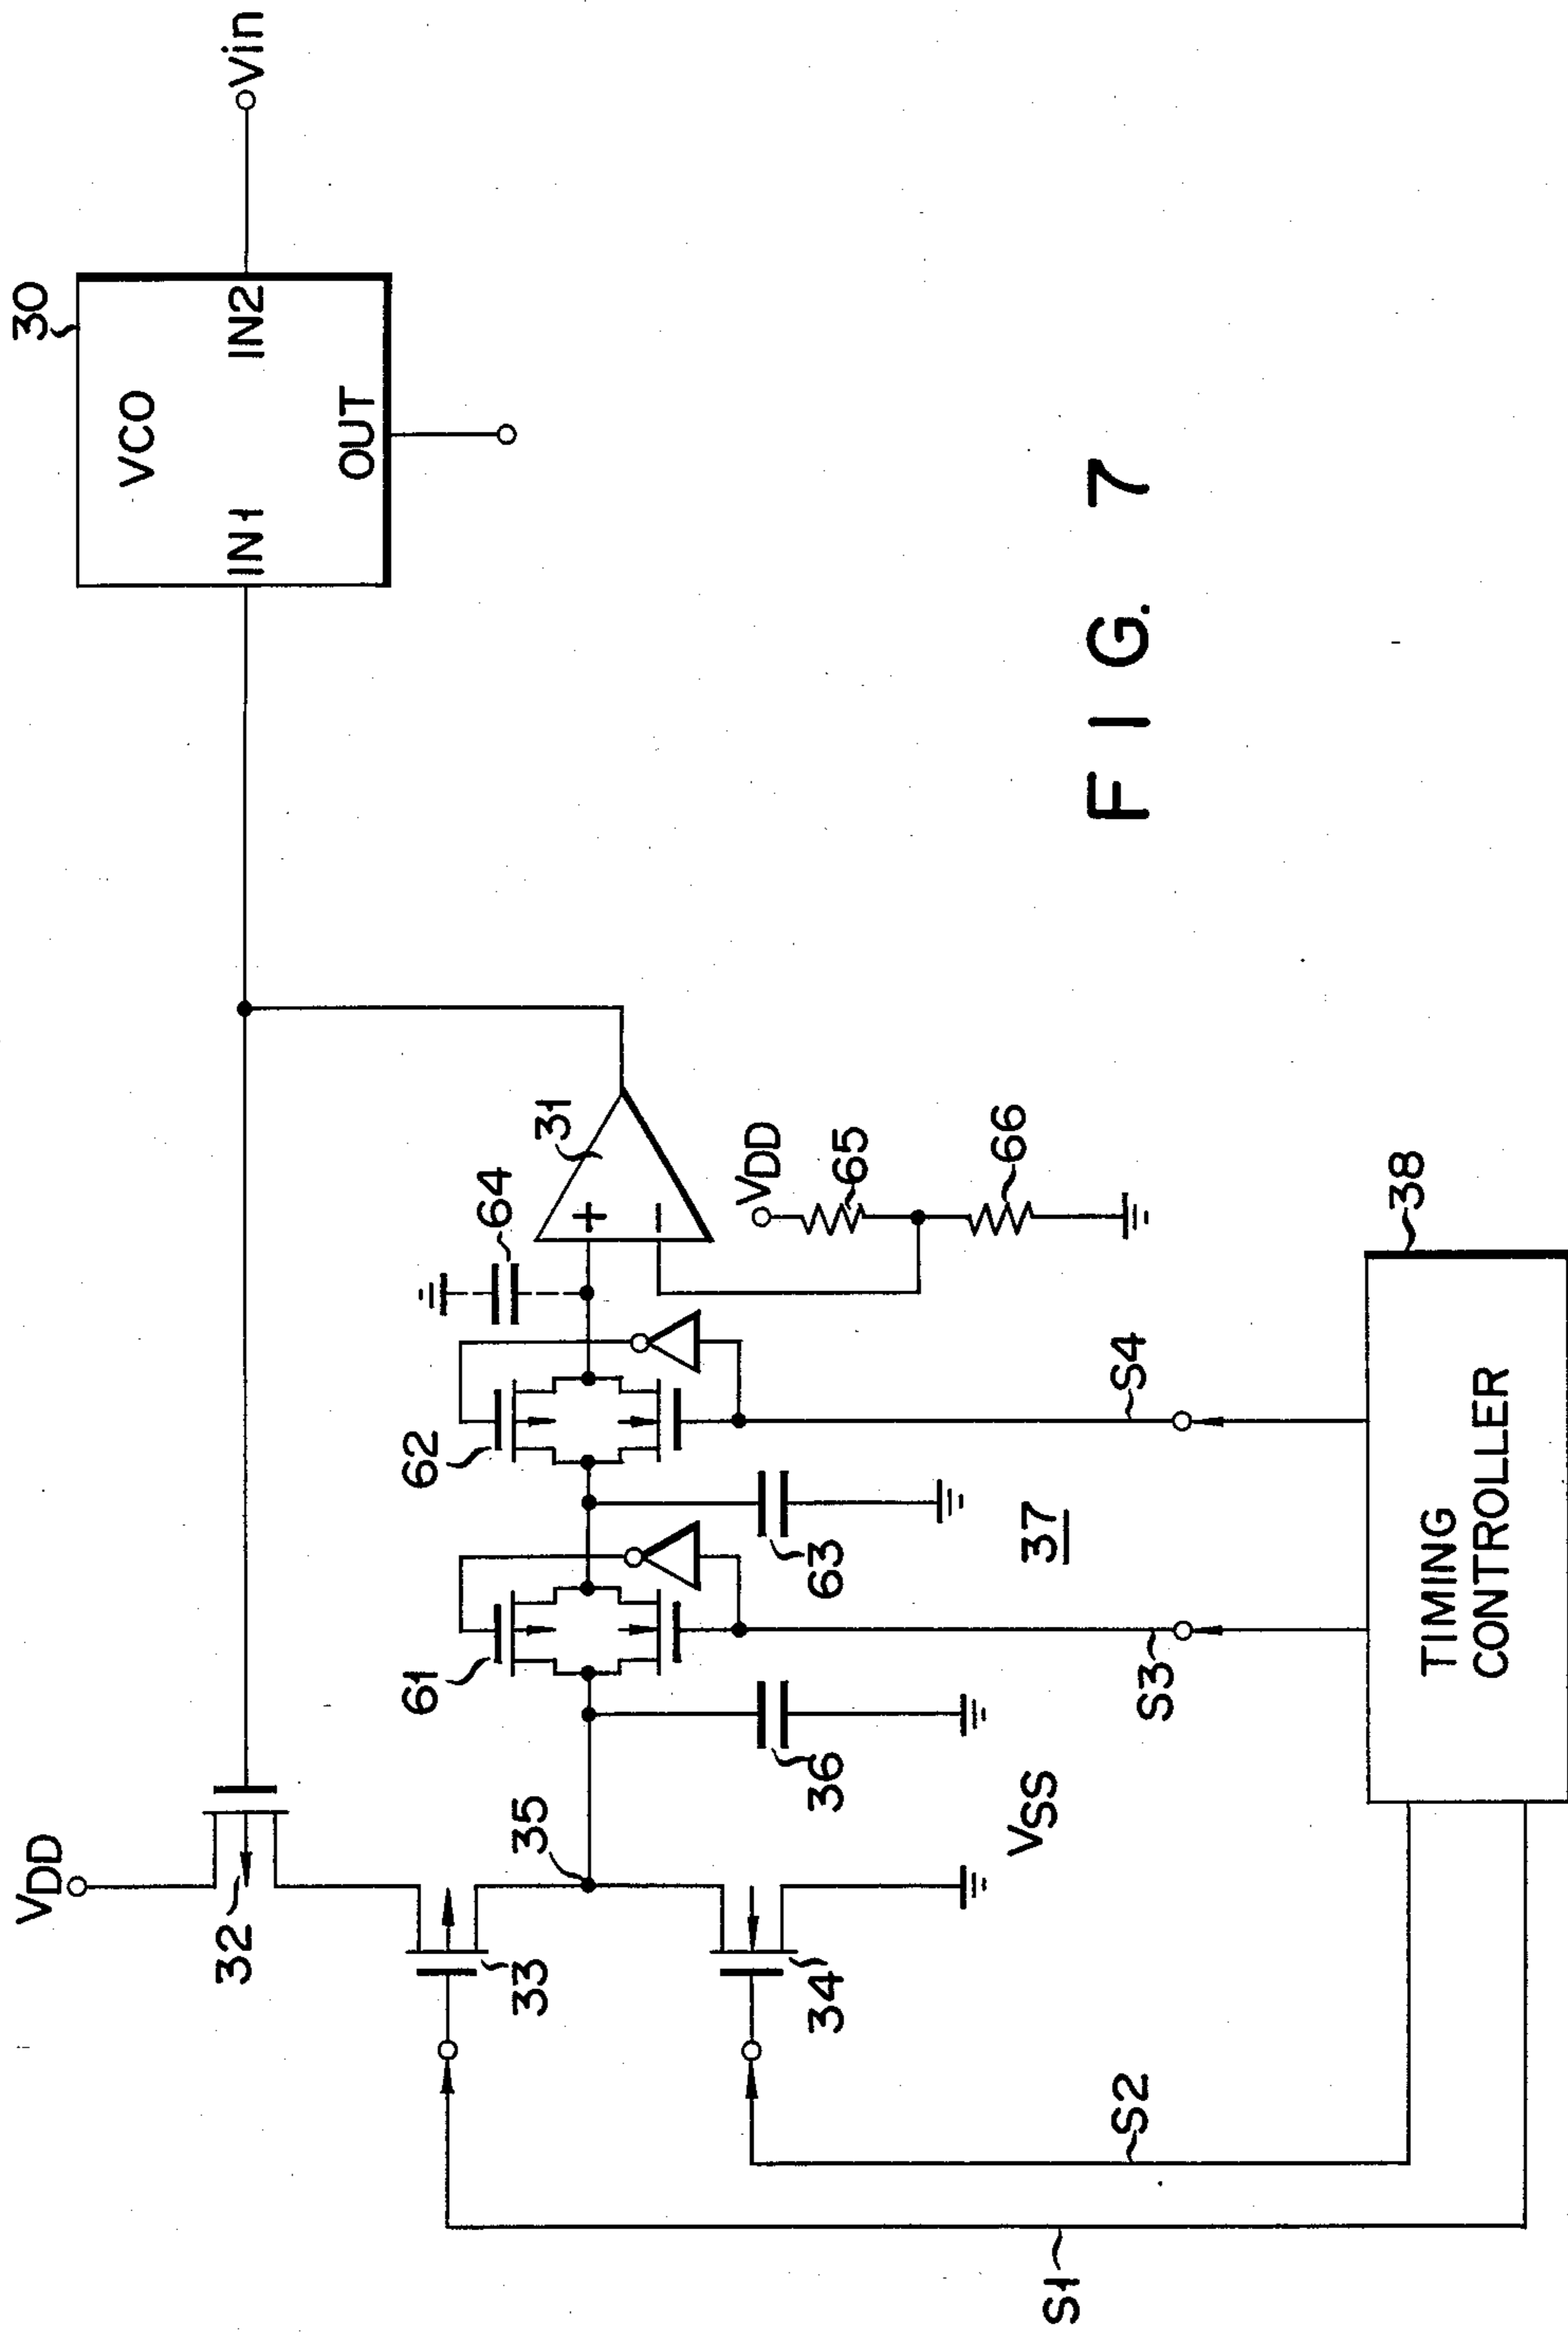 VDD
32
33
34
35
36
VSS
S1
S2
61
62
63
64
31
+
−
VDD
65
66
37
S3
S4
38
TIMING
CONTROLLER
30
VCO
IN1
IN2
OUT
Vin
FIG. 7